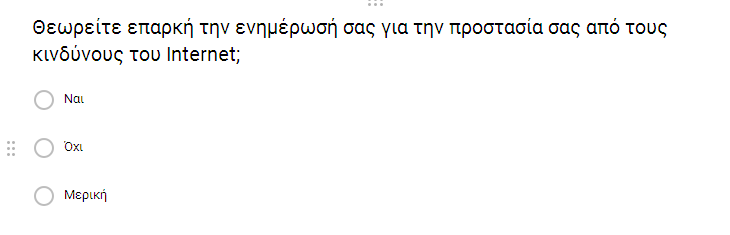 Θεωρείτε επαρκή την ενημέρωσή σας για την προστασία σας από τους
κινδύνους του Internet;
Ναι
Όχι
Μερική